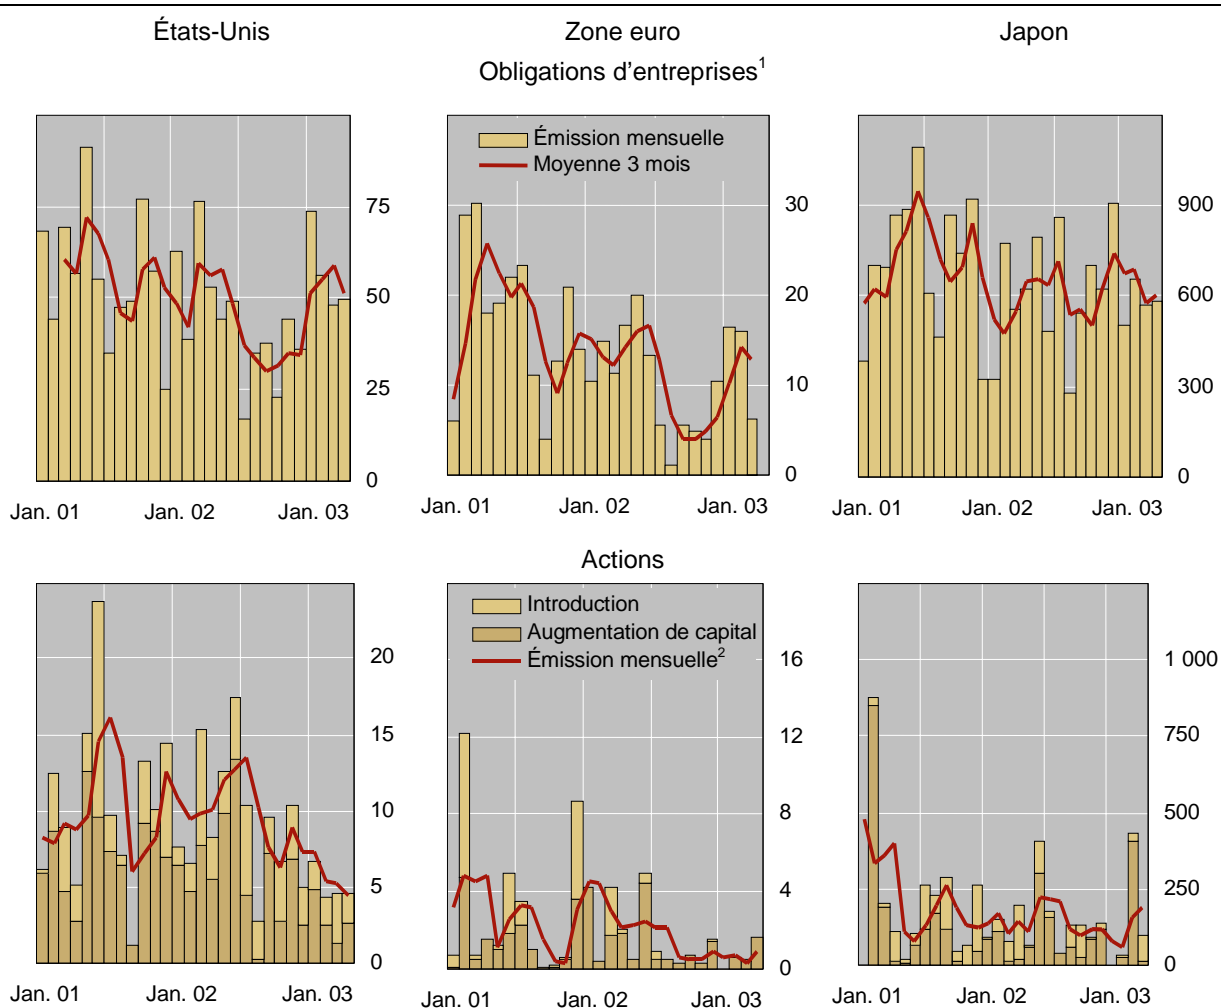 États-Unis Zone euro Japon
Obligations d'entreprises¹
Émission mensuelle
Moyenne 3 mois
75
50
25
0
Jan. 01 Jan. 02 Jan. 03
30
20
10
0
Jan. 01 Jan. 02 Jan. 03
900
600
300
0
Jan. 01 Jan. 02 Jan. 03
Actions
20
15
10
5
0
Jan. 01 Jan. 02 Jan. 03
Introduction
Augmentation de capital
Émission mensuelle²
16
12
8
4
0
Jan. 01 Jan. 02 Jan. 03
1 000
750
500
250
0
Jan. 01 Jan. 02 Jan. 03